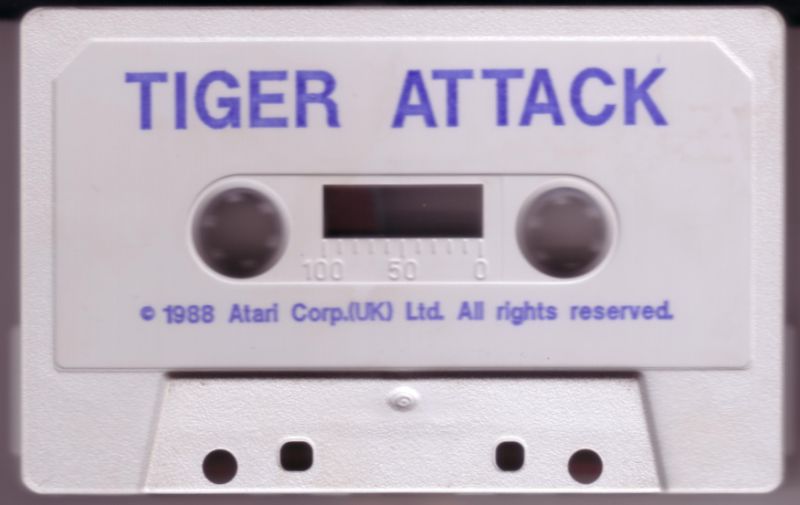 TIGER ATTACK
100 50 0
© 1988 Atari Corp.(UK) Ltd. All rights reserved.